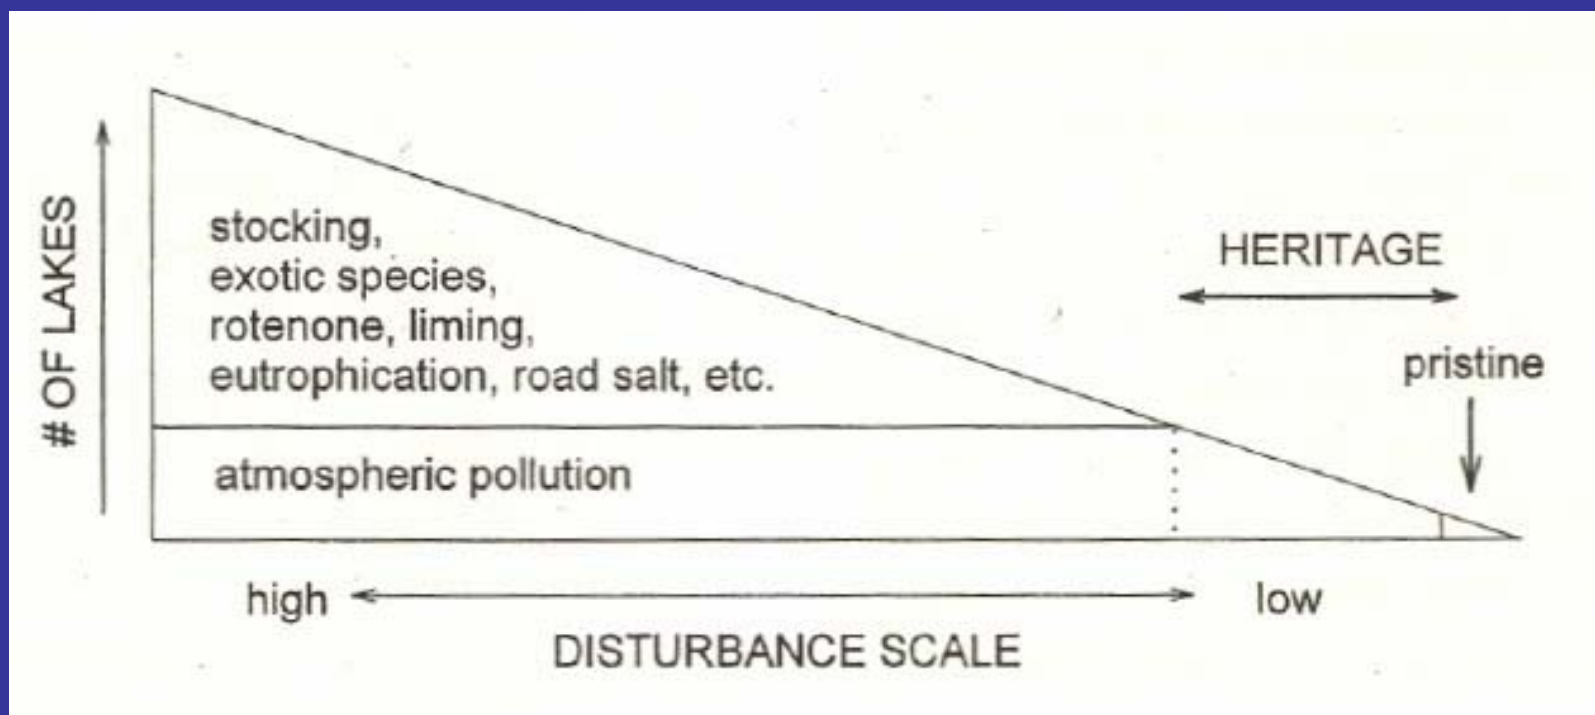 # OF LAKES
stocking,
exotic species,
rotenone, liming,
eutrophication, road salt, etc.
atmospheric pollution
HERITAGE
pristine
high
low
DISTURBANCE SCALE